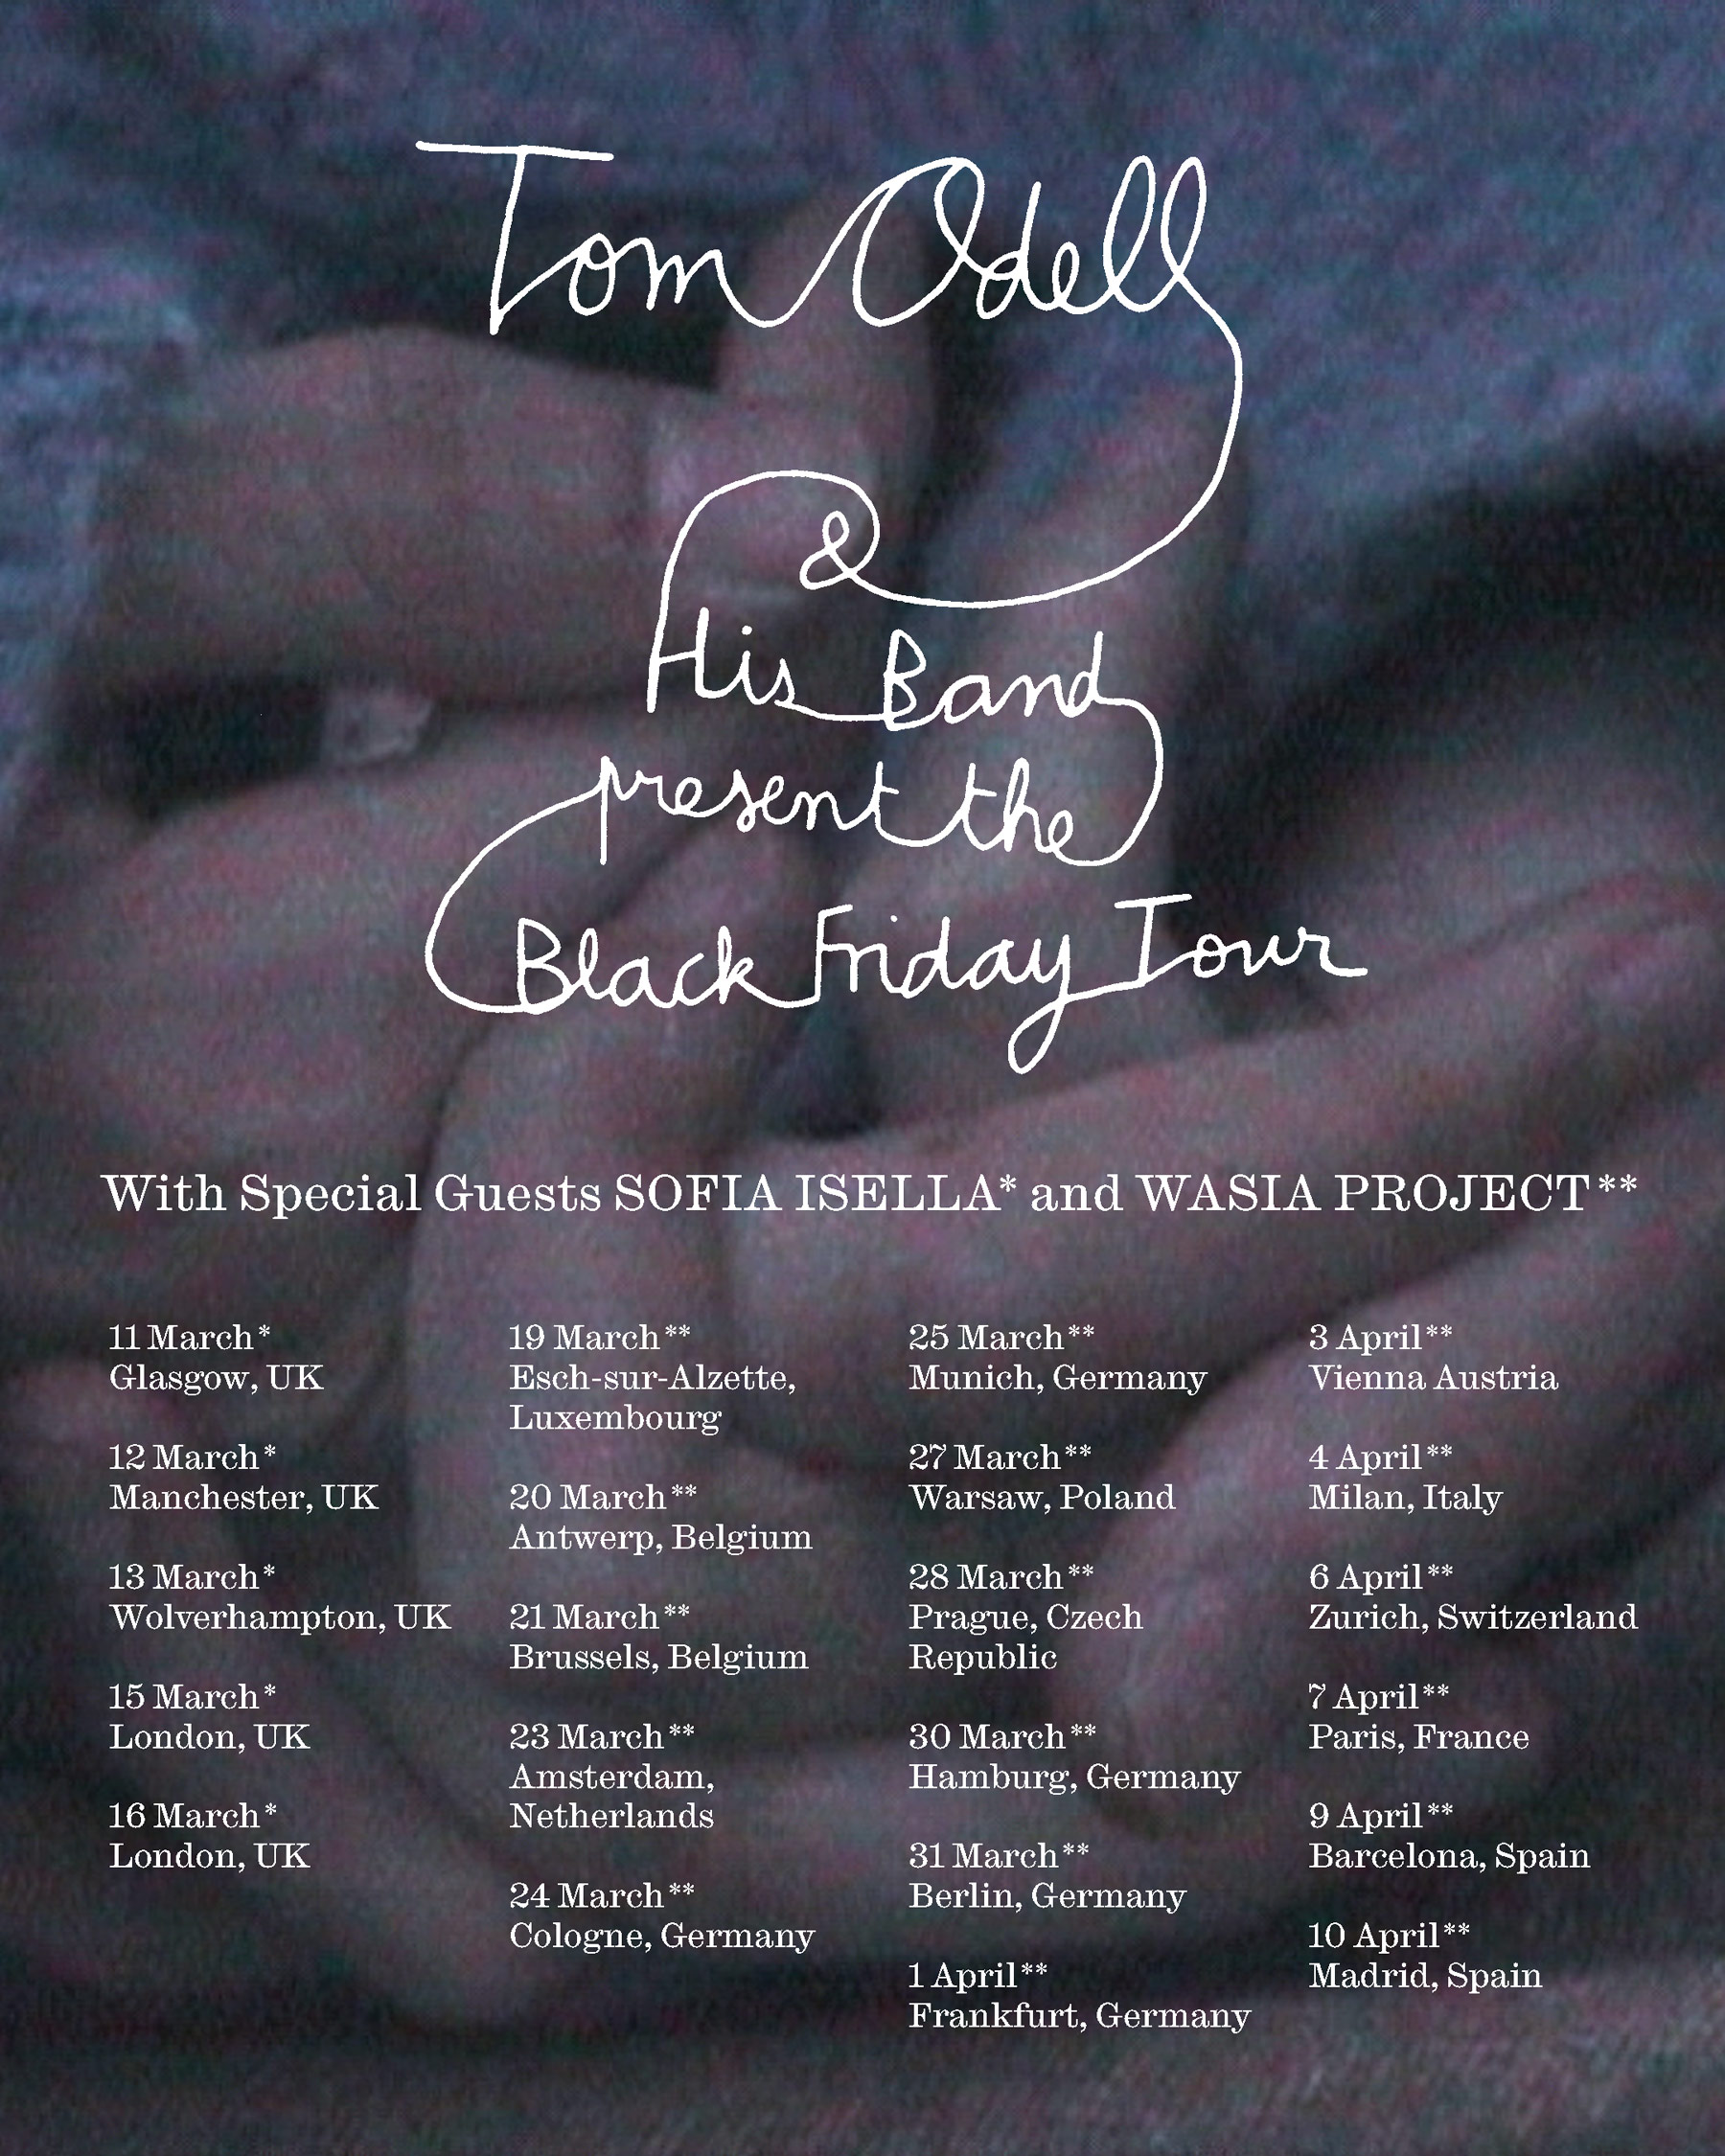 Tom Odell
&
His Band
present the
Black Friday Tour
With Special Guests SOFIA ISELLA* and WASIA PROJECT**
11 March*
Glasgow, UK
12 March*
Manchester, UK
13 March*
Wolverhampton, UK
15 March*
London, UK
16 March*
London, UK
19 March**
Esch-sur-Alzette,
Luxembourg
20 March**
Antwerp, Belgium
21 March**
Brussels, Belgium
23 March**
Amsterdam,
Netherlands
24 March**
Cologne, Germany
25 March**
Munich, Germany
27 March**
Warsaw, Poland
28 March**
Prague, Czech
Republic
30 March**
Hamburg, Germany
31 March**
Berlin, Germany
1 April**
Frankfurt, Germany
3 April**
Vienna Austria
4 April**
Milan, Italy
6 April**
Zurich, Switzerland
7 April**
Paris, France
9 April**
Barcelona, Spain
10 April**
Madrid, Spain